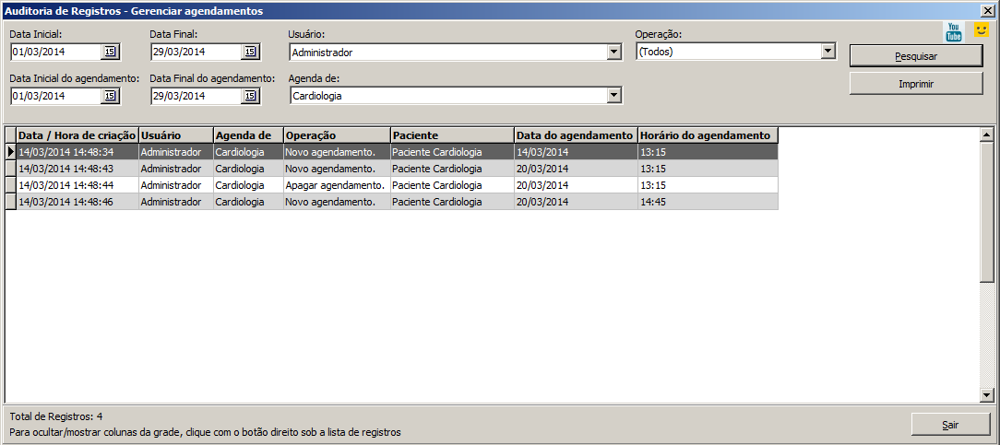 Auditoria de Registros - Gerenciar agendamentos
Data Inicial: Data Final: Usuário: Operação:
You Tube
01/03/2014 15 29/03/2014 15 Administrador (Todos)
Pesquisar
Data Inicial do agendamento: Data Final do agendamento: Agenda de:
Imprimir
01/03/2014 15 29/03/2014 15 Cardiologia
Data / Hora de criação Usuário Agenda de Operação Paciente Data do agendamento Horário do agendamento
14/03/2014 14:48:34 Administrador Cardiologia Novo agendamento. Paciente Cardiologia 14/03/2014 13:15
14/03/2014 14:48:43 Administrador Cardiologia Novo agendamento. Paciente Cardiologia 20/03/2014 13:15
14/03/2014 14:48:44 Administrador Cardiologia Apagar agendamento. Paciente Cardiologia 20/03/2014 13:15
14/03/2014 14:48:46 Administrador Cardiologia Novo agendamento. Paciente Cardiologia 20/03/2014 14:45
Total de Registros: 4
Sair
Para ocultar/mostrar colunas da grade, clique com o botão direito sob a lista de registros